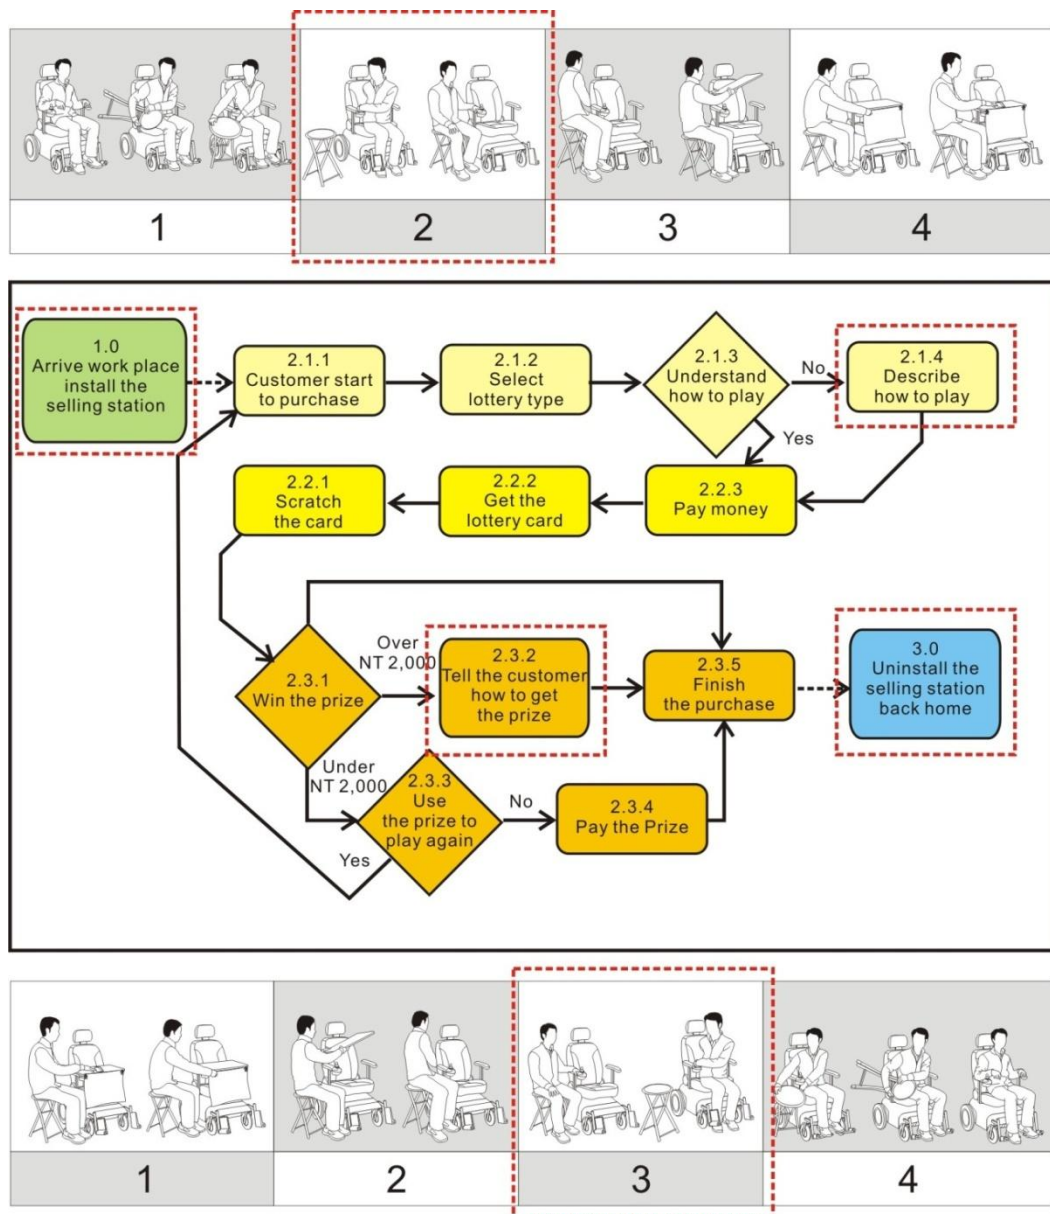 1
2
3
4
1.0
Arrive work place
install the
selling station
2.1.1
Customer start
to purchase
2.1.2
Select
lottery type
2.1.3
Understand
how to play
No
2.1.4
Describe
how to play
Yes
2.2.1
Scratch
the card
2.2.2
Get the
lottery card
2.2.3
Pay money
2.3.1
Win the prize
Over
NT 2,000
2.3.2
Tell the customer
how to get
the prize
2.3.5
Finish
the purchase
3.0
Uninstall the
selling station
back home
Under
NT 2,000
2.3.3
Use
the prize to
play again
No
2.3.4
Pay the Prize
Yes
1
2
3
4